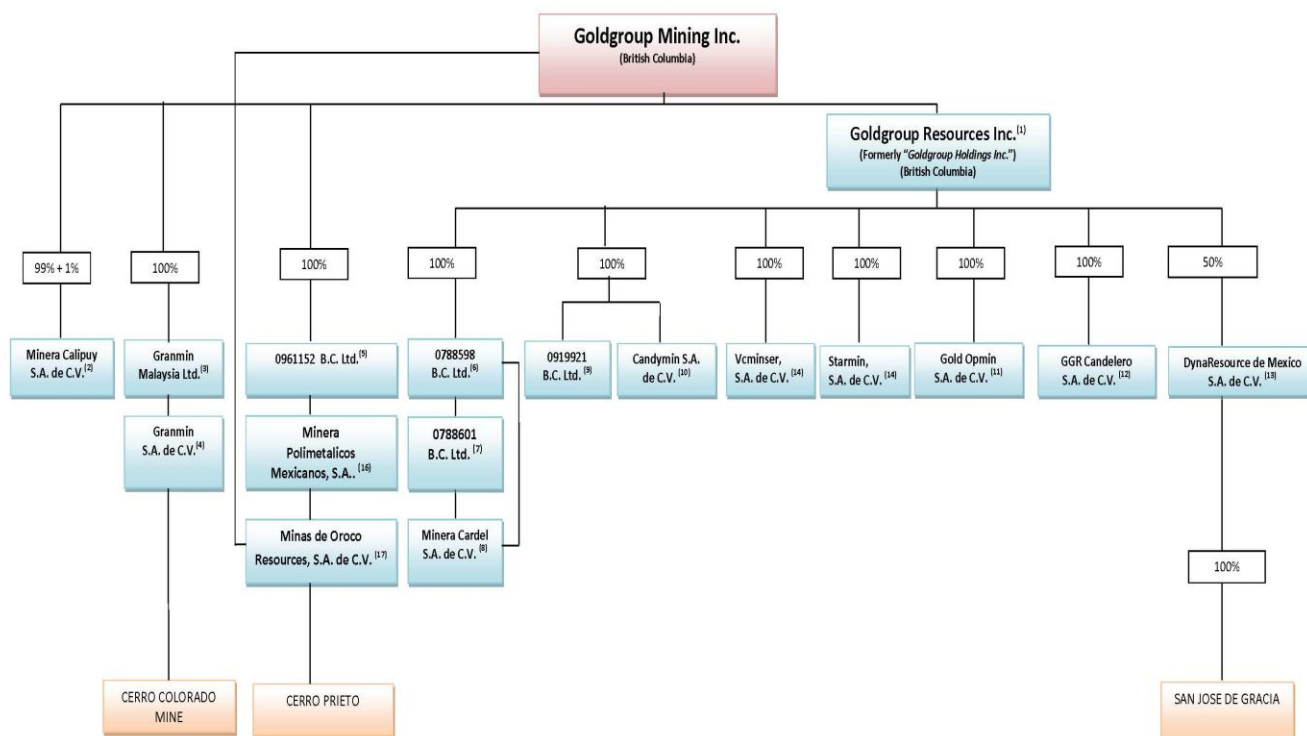 Goldgroup Mining Inc.
(British Columbia)
Goldgroup Resources Inc.(1)
(Formerly "Goldgroup Holdings Inc.")
(British Columbia)
99% + 1%
100%
100%
100%
100%
100%
100%
100%
100%
50%
Minera Calipuy
S.A. de C.V.(2)
Granmin
Malaysia Ltd.(3)
0961152 B.C. Ltd.(5)
0788598
B.C. Ltd.(6)
0919921
B.C. Ltd.(9)
Candymin S.A.
de C.V.(10)
Vcminser,
S.A. de C.V.(14)
Starmin,
S.A. de C.V.(14)
Gold Opmin
S.A. de C.V.(11)
GGR Candelero
S.A. de C.V.(12)
DynaResource de Mexico
S.A. de C.V.(13)
Granmin
S.A. de C.V.(4)
Minera
Polimetalicos
Mexicanos, S.A..(16)
0788601
B.C. Ltd.(7)
Minas de Oroco
Resources, S.A. de C.V.(17)
Minera Cardel
S.A. de C.V.(8)
100%
CERRO COLORADO
MINE
CERRO PRIETO
SAN JOSE DE GRACIA